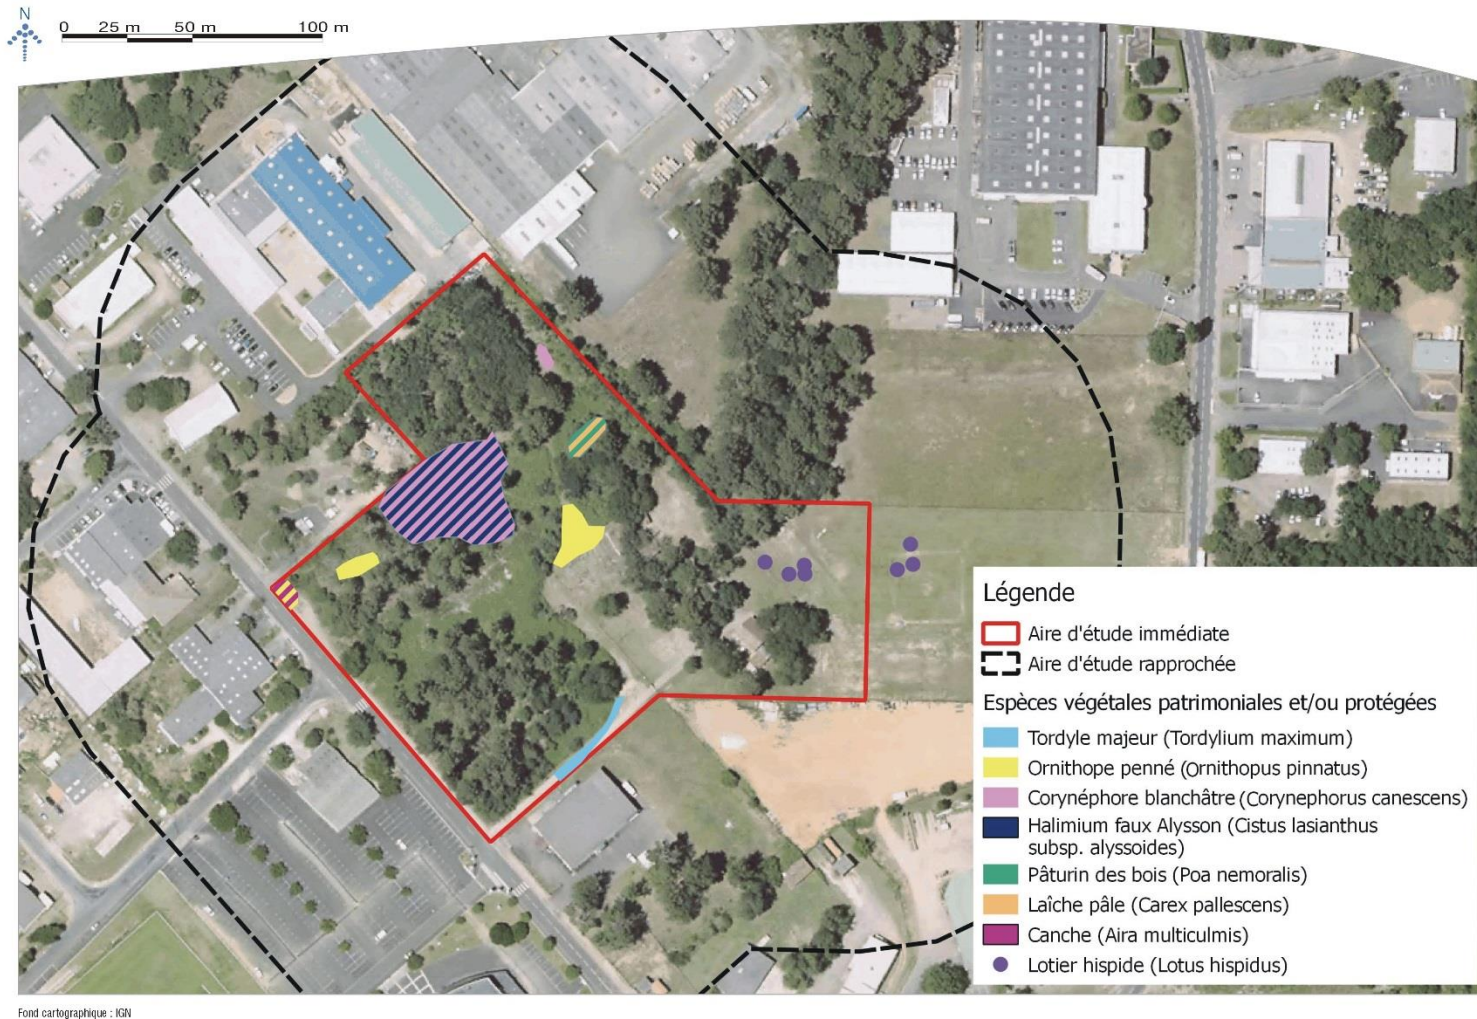 N
0 25 m 50 m 100 m
Légende
Aire d'étude immédiate
Aire d'étude rapprochée
Espèces végétales patrimoniales et/ou protégées
Tordyle majeur (Tordylium maximum)
Ornithope penné (Ornithopus pinnatus)
Corynéphore blanchâtre (Corynephorus canescens)
Halimium faux Alysson (Cistus lasianthus
subsp. alyssoides)
Pâturin des bois (Poa nemoralis)
Laîche pâle (Carex pallescens)
Canche (Aira multiculmis)
Lotier hispide (Lotus hispidus)
Fond cartographique : IGN